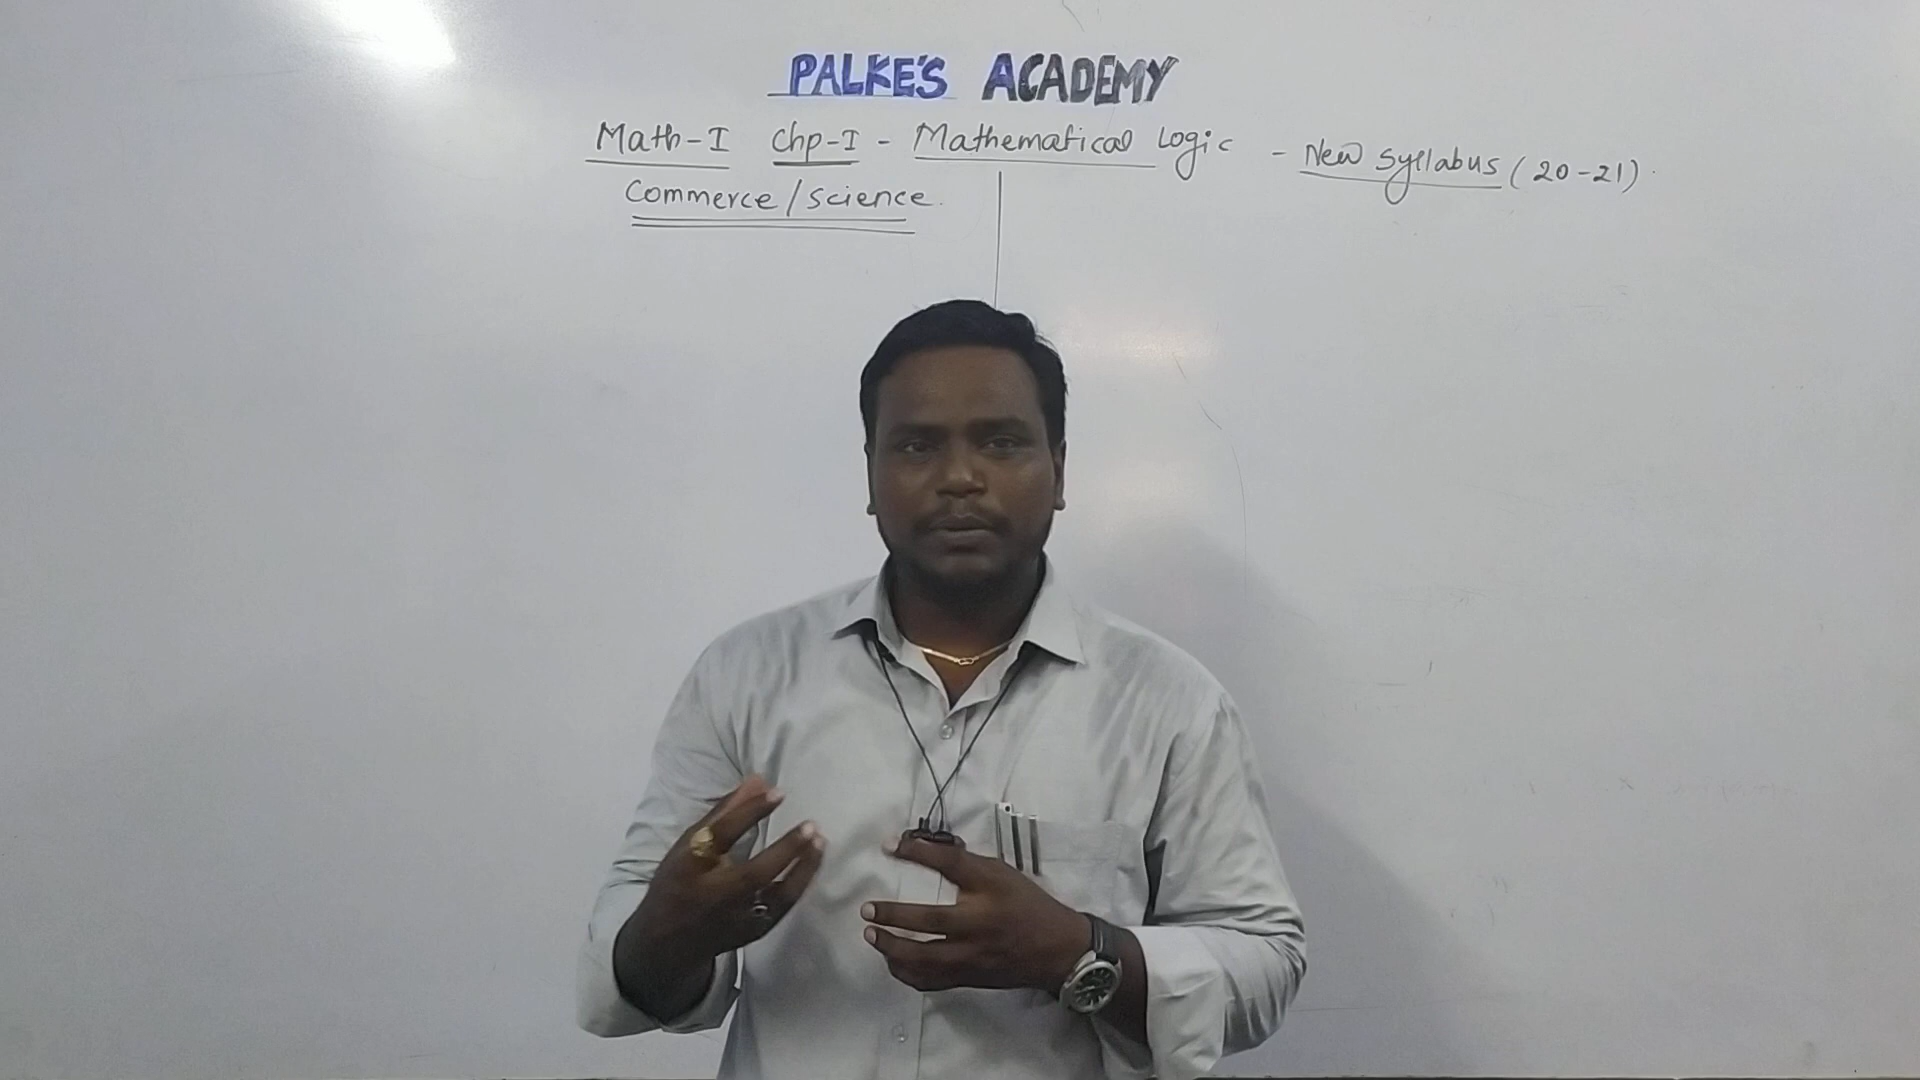 PALKE'S ACADEMY
Math-I Chp-I - Mathematical Logic - New Syllabus (20-21).
Commerce/Science.